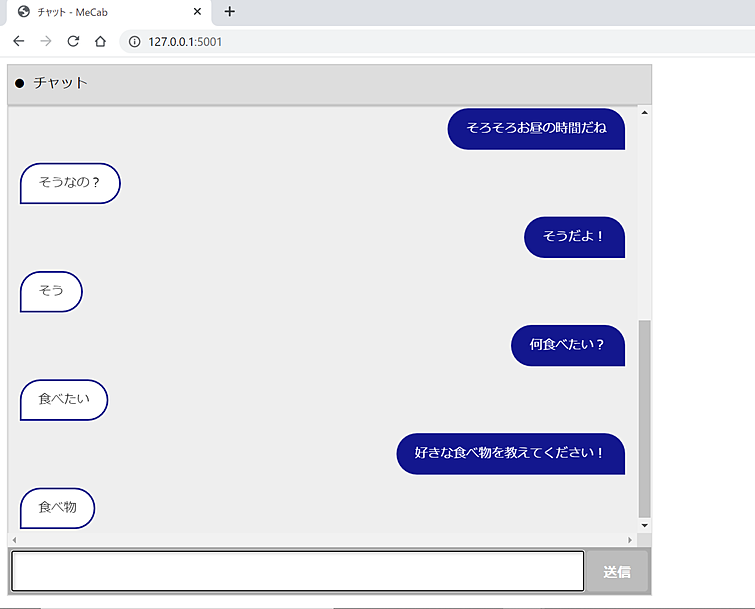 チャット - MeCab
127.0.0.1:5001
● チャット
そろそろお昼の時間だね
そうなの？
そうだよ！
そう
何食べたい？
食べたい
好きな食べ物を教えてください！
食べ物
送信